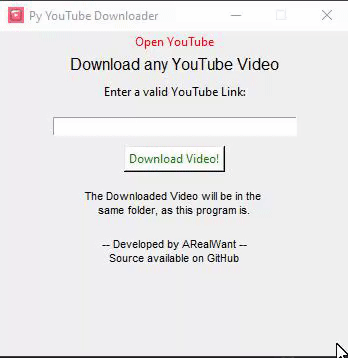 Py YouTube Downloader
Open YouTube
Download any YouTube Video
Enter a valid YouTube Link:
Download Video!
The Downloaded Video will be in the
same folder, as this program is.
-- Developed by ARealWant --
Source available on GitHub